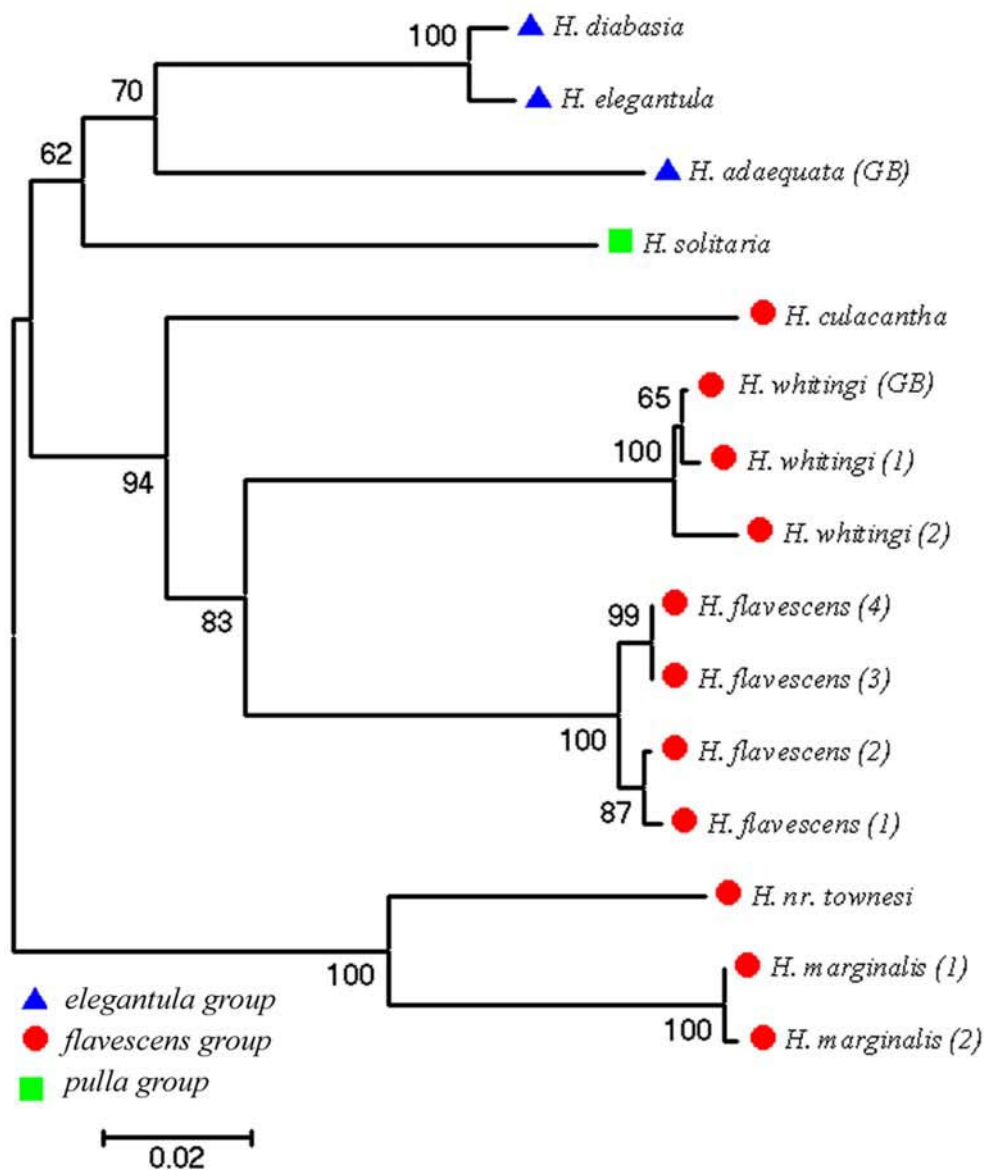 100
H. diabasia
H. elegantula
70
62
H. adaequata (GB)
H. solitaria
H. culacantha
H. whitingi (GB)
65
100
H. whitingi (1)
94
H. whitingi (2)
H. flavescens (4)
99
83
H. flavescens (3)
100
H. flavescens (2)
87
H. flavescens (1)
H. nr. townesi
100
H. marginalis (1)
100
H. marginalis (2)
elegantula group
flavescens group
pulla group
0.02